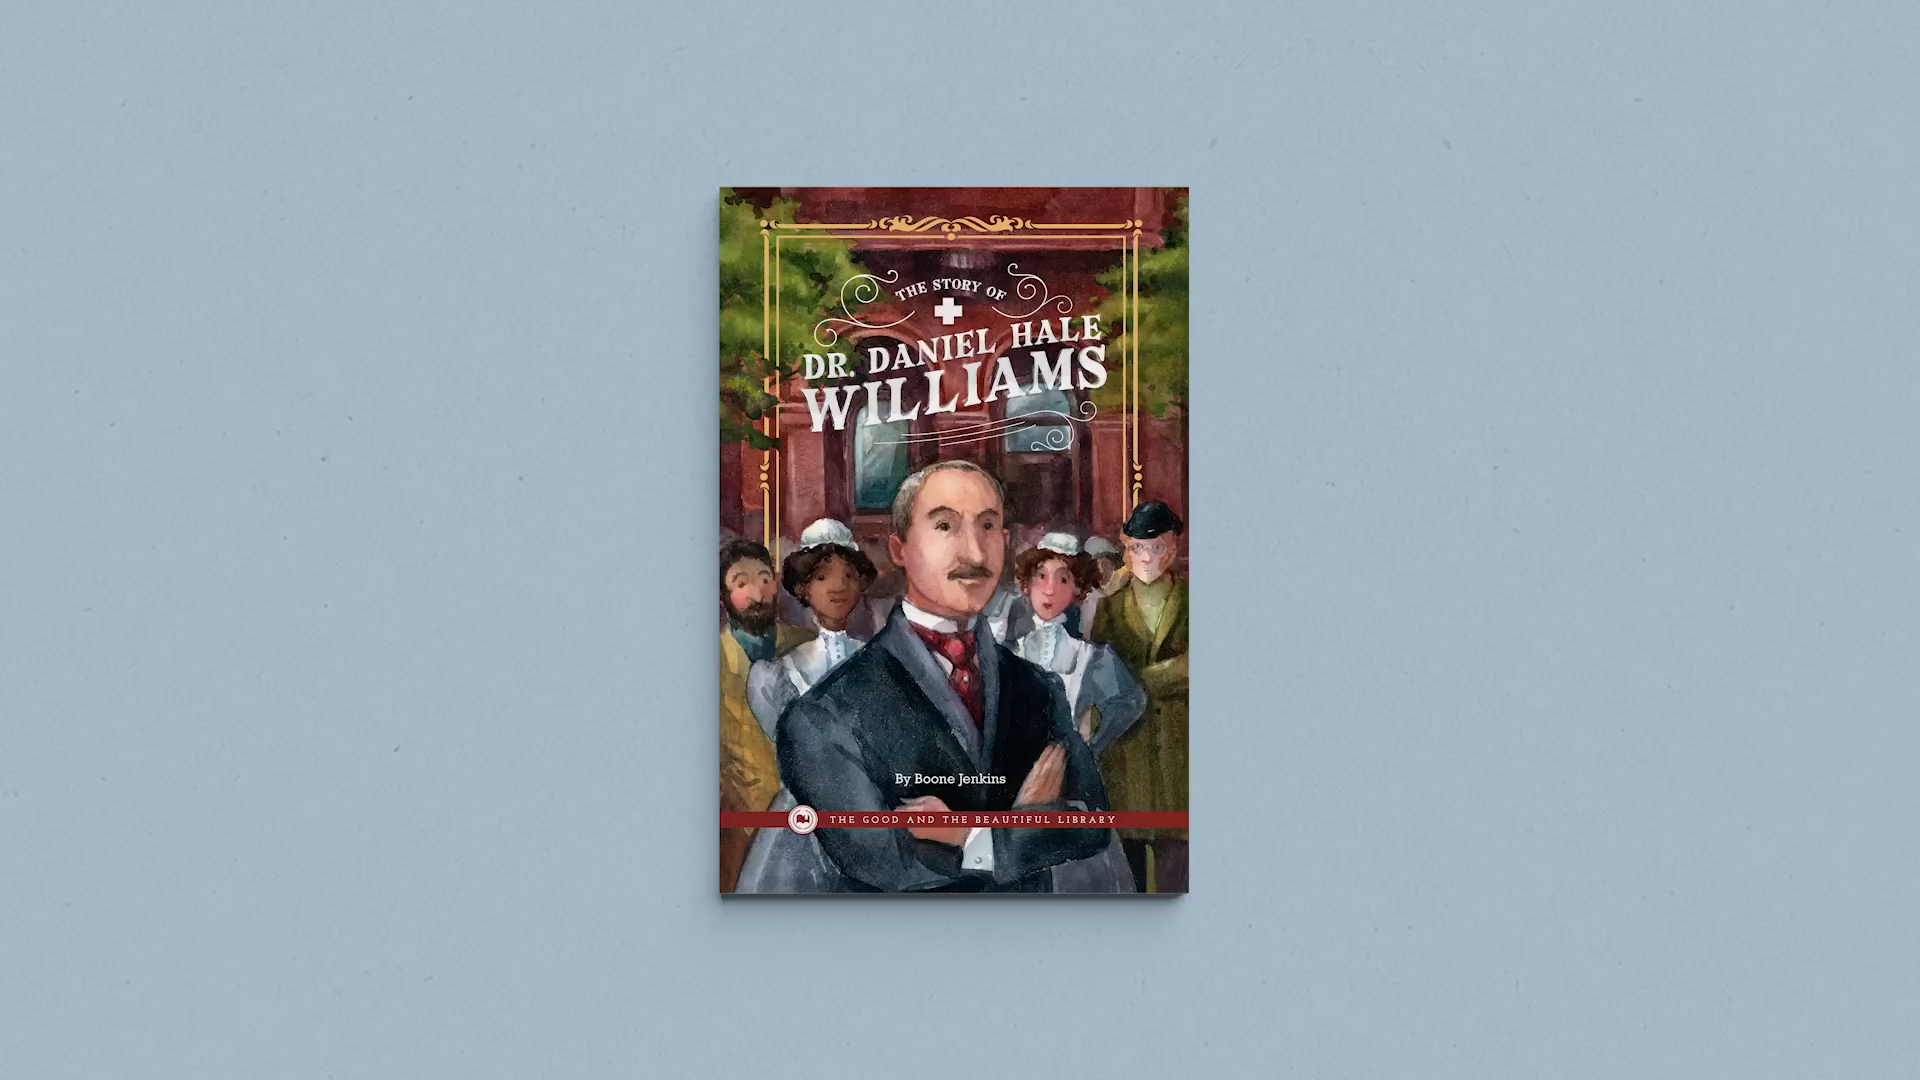 THE STORY OF
DR. DANIEL HALE
WILLIAMS
By Boone Jenkins
THE GOOD AND THE BEAUTIFUL LIBRARY